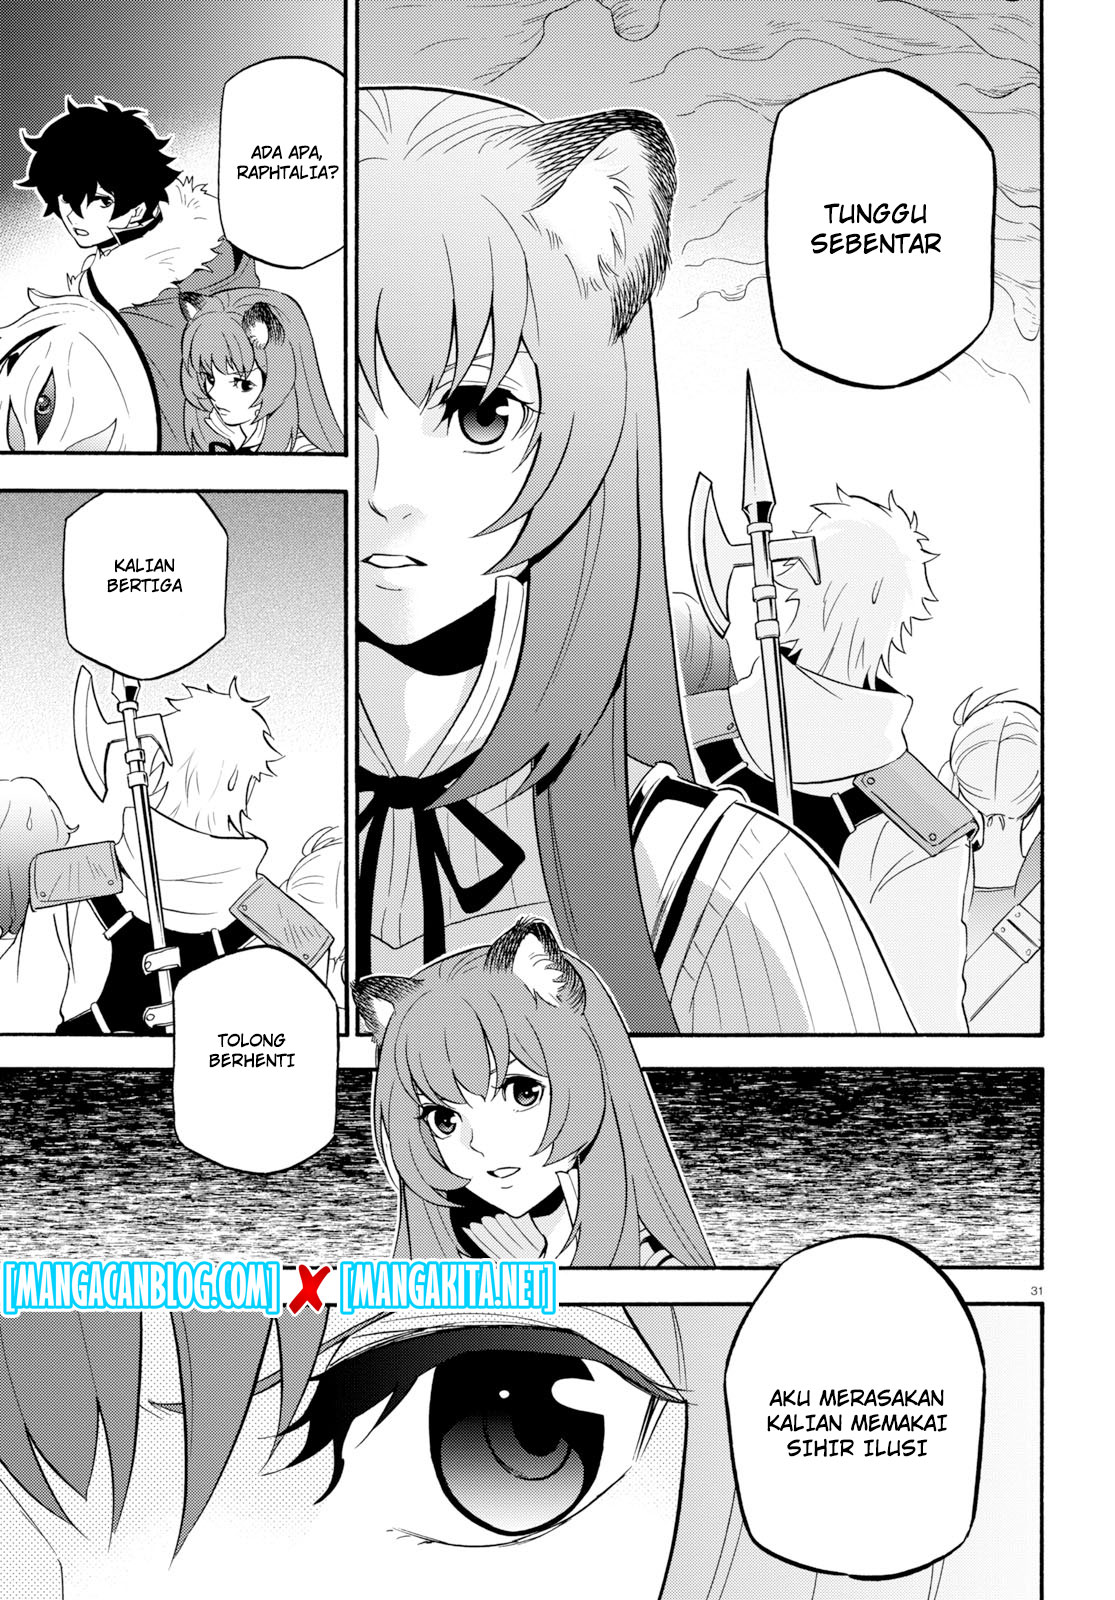 TUNGGU
SEBENTAR
ADA APA,
RAPHTALIA?
KALIAN
BERTIGA
TOLONG
BERHENTI
[MANGACANBLOG.COM] X [MANGAKITA.NET]
31
AKU MERASAKAN
KALIAN MEMAKAI
SIHIR ILUSI